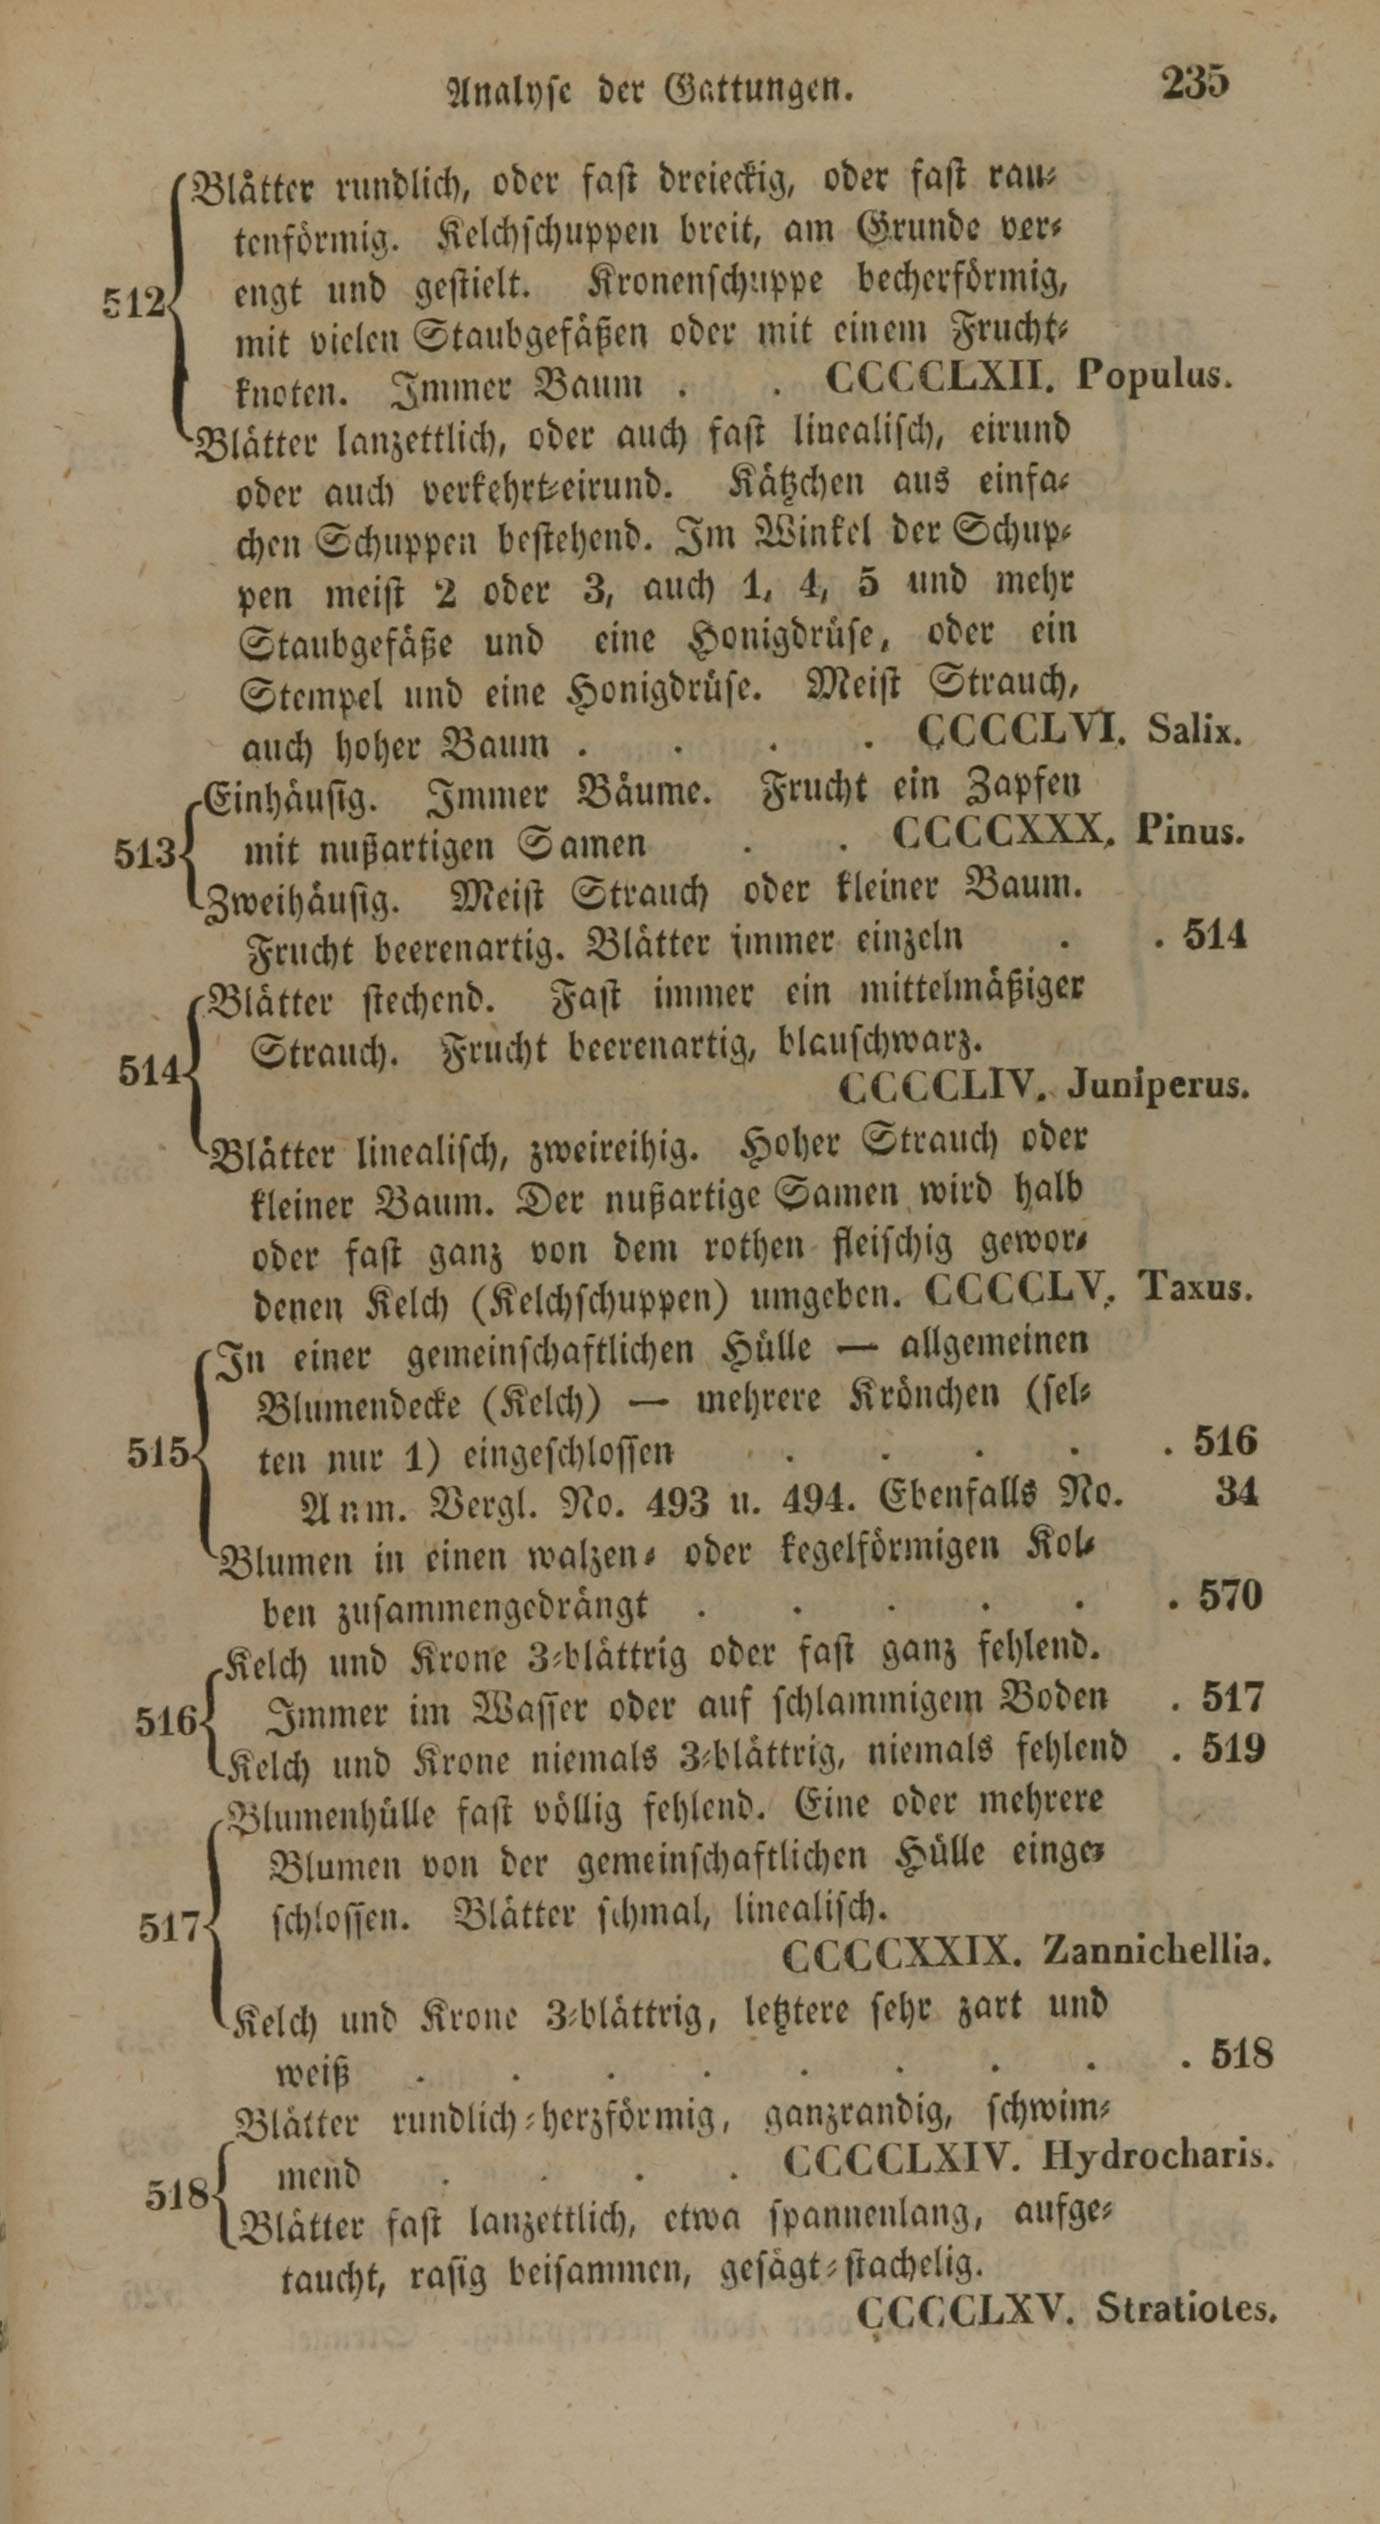 Analyse der Gattungen. 235
Blätter rundlich, oder fast dreieckig, oder fast rau-
tenförmig. Kelchschuppen breit, am Grunde ver-
512 engt und gestielt. Kronenschuppe becherförmig,
mit vielen Staubgefäßen oder mit einem Frucht-
knoten. Immer Baum . . CCCCLXII. Populus.
Blätter lanzettlich, oder auch fast linealisch, eirund
oder auch verkehrt-eirund. Kätzchen aus einfa-
chen Schuppen bestehend. Im Winkel der Schup-
pen meist 2 oder 3, auch 1, 4, 5 und mehr
Staubgefäße und eine Honigdrüse, oder ein
Stempel und eine Honigdrüse. Meist Strauch,
auch hoher Baum . . . . CCCCLVI. Salix.
Einhäusig. Immer Bäume. Frucht ein Zapfen
513 mit nußartigen Samen . . CCCCXXX. Pinus.
Zweihäusig. Meist Strauch oder kleiner Baum.
Frucht beerenartig. Blätter immer einzeln . . 514
Blätter stechend. Fast immer ein mittelmäßiger
514 Strauch. Frucht beerenartig, blauschwarz.
CCCCLIV. Juniperus.
Blätter linealisch, zweireihig. Hoher Strauch oder
kleiner Baum. Der nußartige Samen wird halb
oder fast ganz von dem rothen fleischig gewor-
denen Kelch (Kelchschuppen) umgeben. CCCCLV. Taxus.
In einer gemeinschaftlichen Hülle — allgemeinen
Blumendecke (Kelch) — mehrere Krönchen (sel-
515 ten nur 1) eingeschlossen . . . . . 516
Anm. Vergl. No. 493 u. 494. Ebenfalls No. 34
Blumen in einen walzen- oder kegelförmigen Kol-
ben zusammengedrängt . . . . . . 570
Kelch und Krone 3-blättrig oder fast ganz fehlend.
516 Immer im Wasser oder auf schlammigem Boden . 517
Kelch und Krone niemals 3-blättrig, niemals fehlend . 519
Blumenhülle fast völlig fehlend. Eine oder mehrere
Blumen von der gemeinschaftlichen Hülle einge-
517 schlossen. Blätter schmal, linealisch.
CCCCXXIX. Zannichellia.
Kelch und Krone 3-blättrig, letztere sehr zart und
weiß . . . . . . . . . 518
Blätter rundlich-herzförmig, ganzrandig, schwim-
518 mend . . . . CCCCLXIV. Hydrocharis.
Blätter fast lanzettlich, etwa spannenlang, aufge-
taucht, rasig beisammen, gesägt-stachelig.
CCCCLXV. Stratiotes.